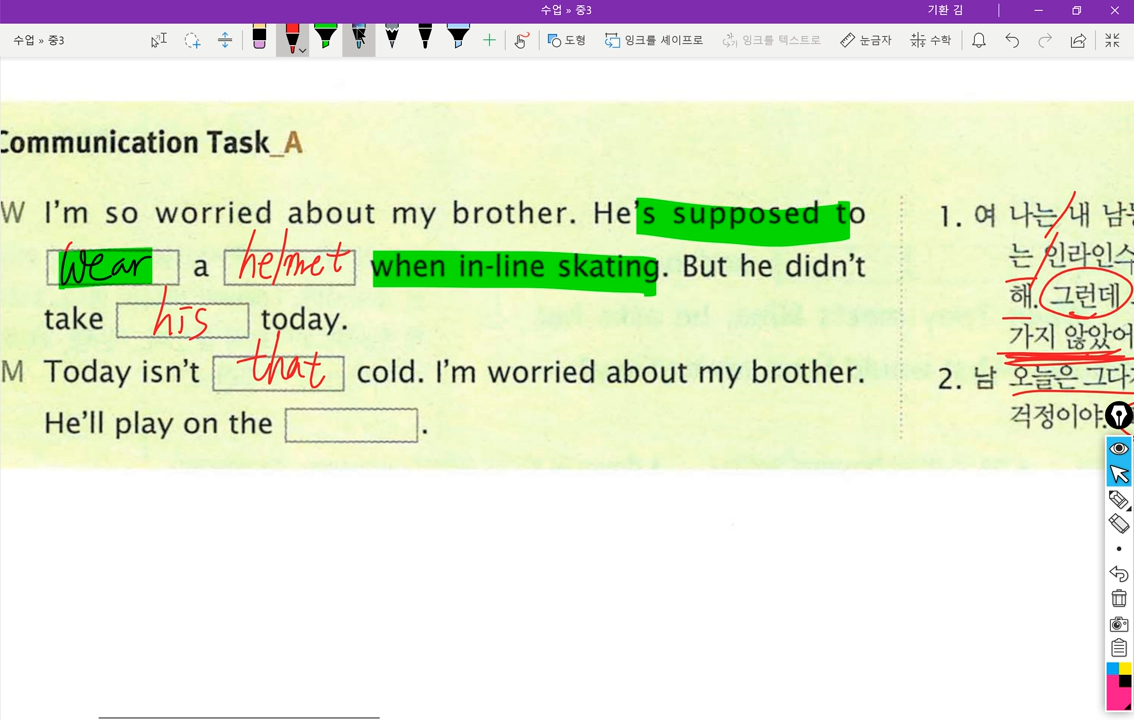 수업 » 중3
기환 김
수업 » 중3
도형
잉크를 셰이프로
잉크를 텍스트로
눈금자
수학
Communication Task_A
W I'm so worried about my brother. He's supposed to
wear a helmet when in-line skating. But he didn't
take his today.
M Today isn't that cold. I'm worried about my brother.
He'll play on the
1. 여 나는 내
는 인라인
해. 그런데
가지 않았어
2. 남 오늘은 그다
걱정이야.